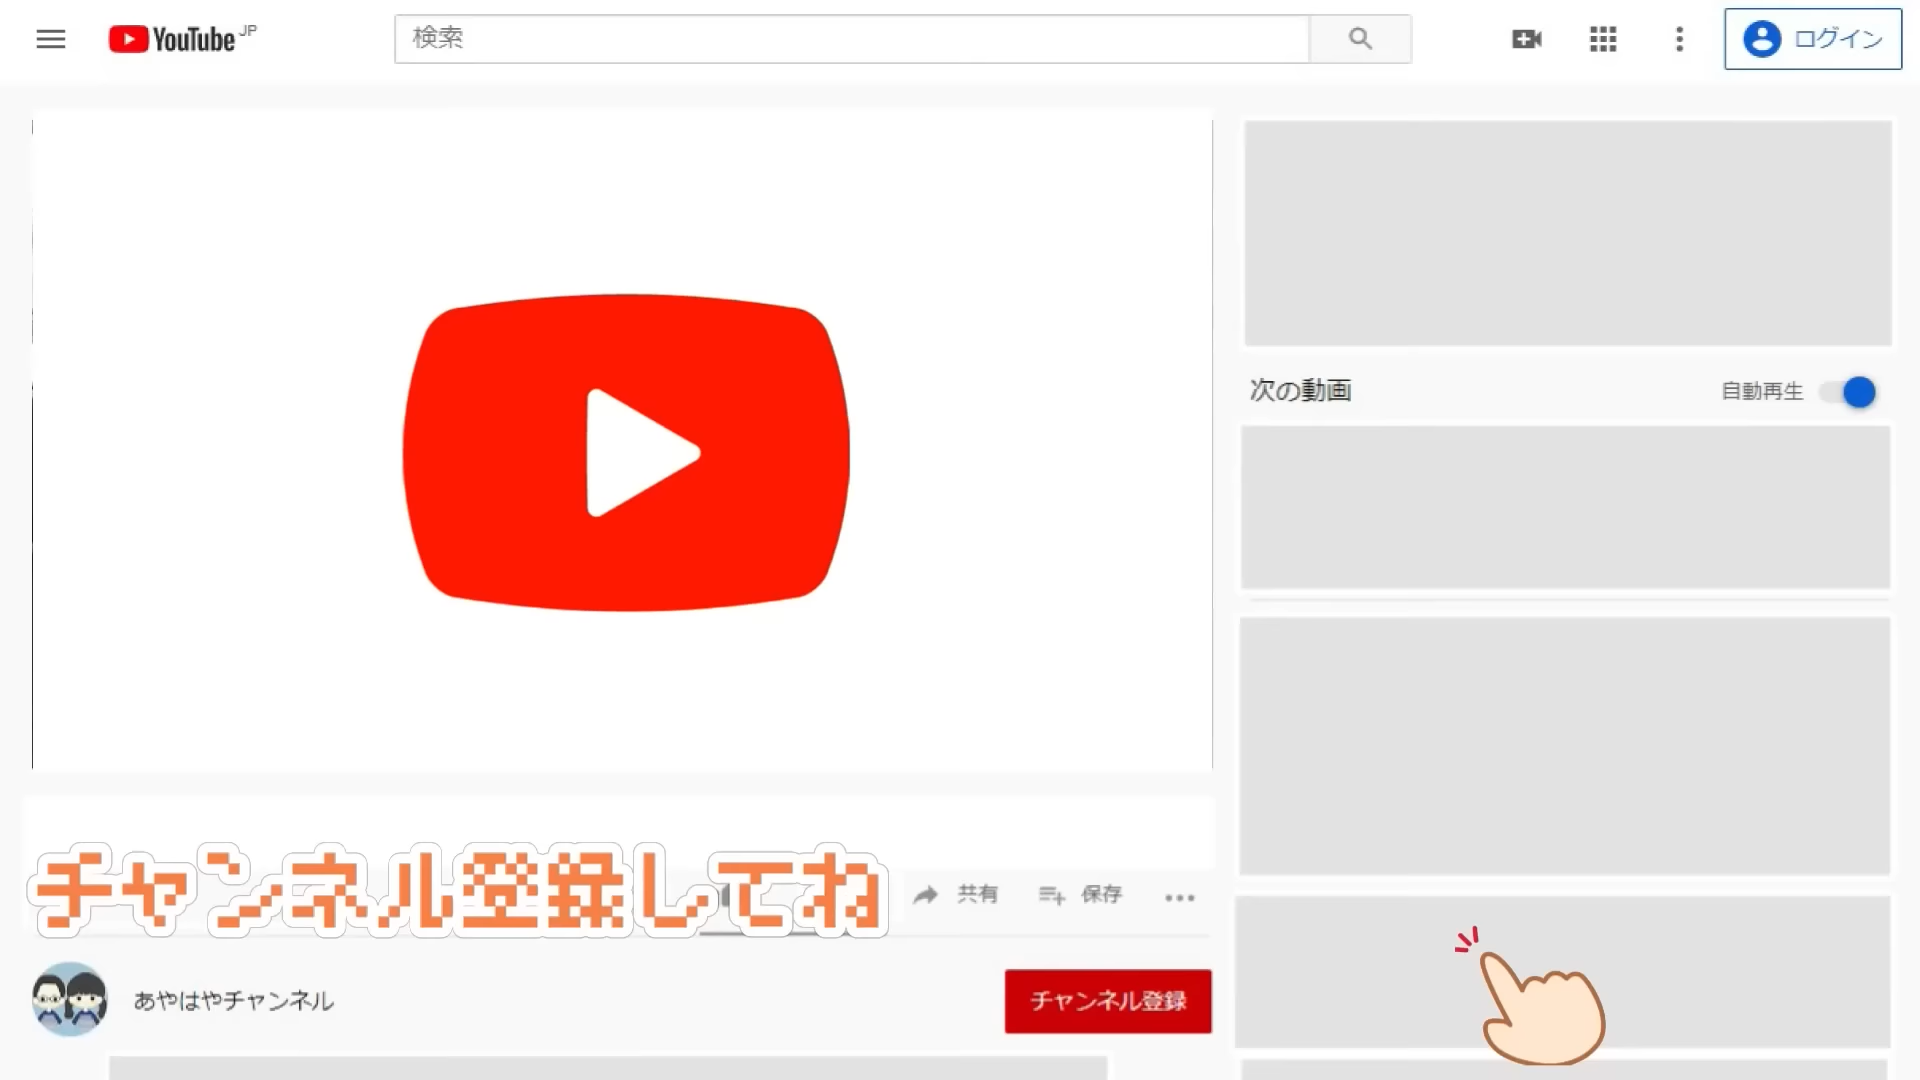 YouTube JP
検索
ログイン
次の動画
自動再生
チャンネル登録してね
共有
保存
あやはやチャンネル
チャンネル登録